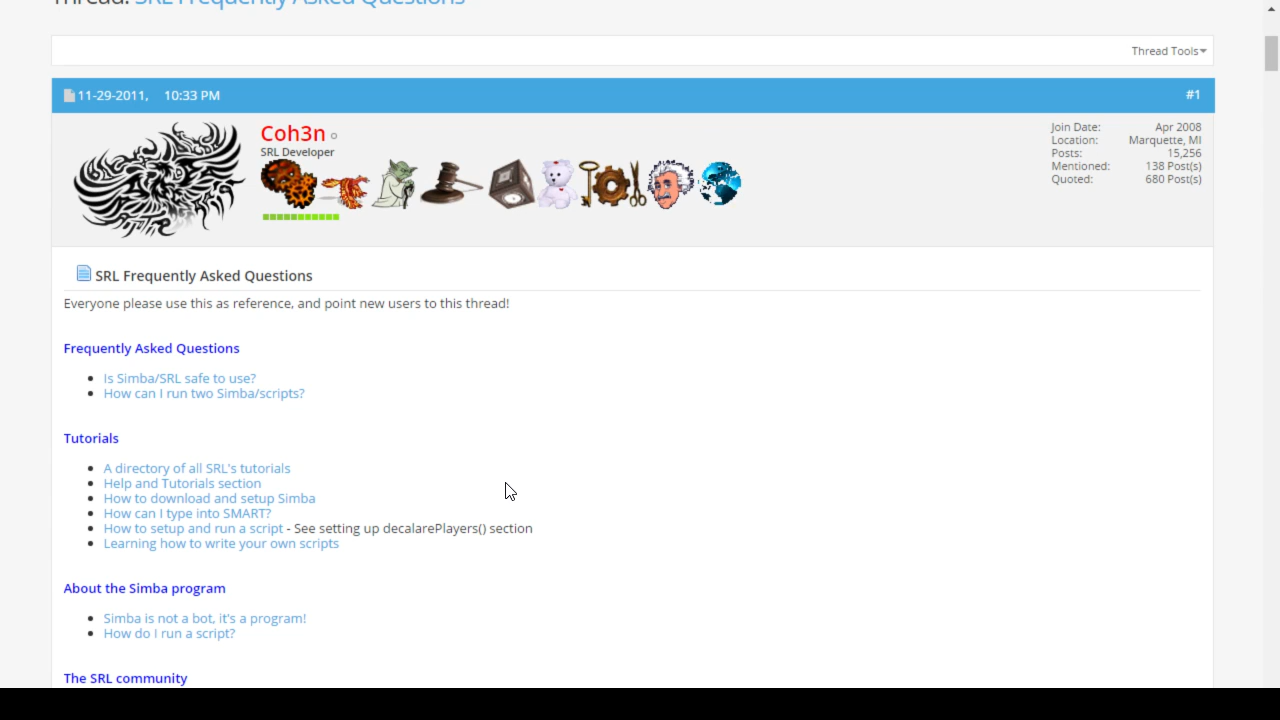 Thread: SRL Frequently Asked Questions
Thread Tools
11-29-2011, 10:33 PM #1
Coh3n
SRL Developer
Join Date: Apr 2008
Location: Marquette, MI
Posts: 15,256
Mentioned: 138 Post(s)
Quoted: 680 Post(s)
SRL Frequently Asked Questions
Everyone please use this as reference, and point new users to this thread!
Frequently Asked Questions
Is Simba/SRL safe to use?
How can I run two Simba/scripts?
Tutorials
A directory of all SRL's tutorials
Help and Tutorials section
How to download and setup Simba
How can I type into SMART?
How to setup and run a script - See setting up decalarePlayers() section
Learning how to write your own scripts
About the Simba program
Simba is not a bot, it's a program!
How do I run a script?
The SRL community